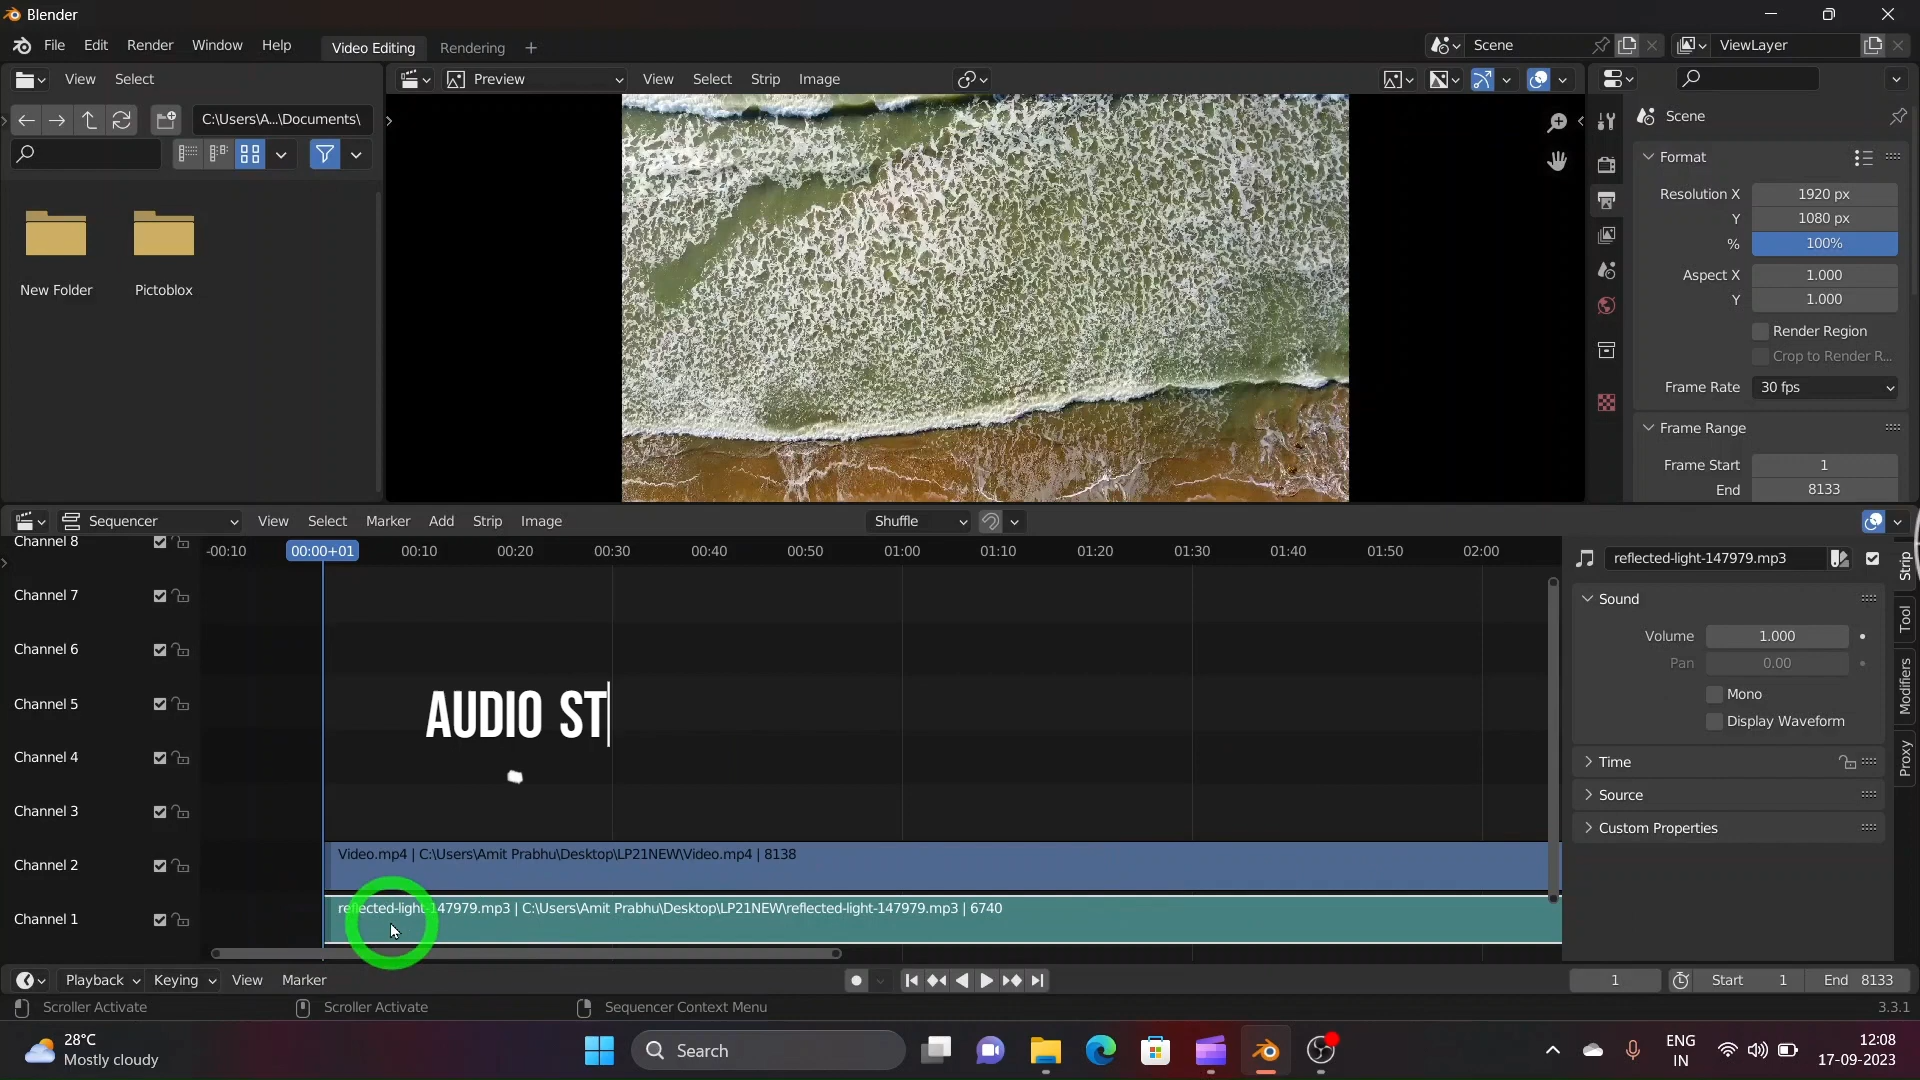 Blender
File Edit Render Window Help Video Editing Rendering + Scene ViewLayer
View Select Preview View Select Strip Image
C:\Users\A...\Documents\
New Folder Pictoblox
Scene
Format
Resolution X 1920 px
Y 1080 px
% 100%
Aspect X 1.000
Y 1.000
Render Region
Crop to Render R...
Frame Rate 30 fps
Frame Range
Frame Start 1
End 8133
Sequencer View Select Marker Add Strip Image Shuffle
-00:10 00:00+01 00:10 00:20 00:30 00:40 00:50 01:00 01:10 01:20 01:30 01:40 01:50 02:00
Channel 8
Channel 7
Channel 6
Channel 5
Channel 4
Channel 3
Channel 2
Channel 1
AUDIO ST
Video.mp4 | C:\Users\Amit Prabhu\Desktop\LP21NEW\Video.mp4 | 8138
reflected-light-147979.mp3 | C:\Users\Amit Prabhu\Desktop\LP21NEW\reflected-light-147979.mp3 | 6740
reflected-light-147979.mp3
Sound
Volume 1.000
Pan 0.00
Mono
Display Waveform
Time
Source
Custom Properties
Strip
Tool
Modifiers
Proxy
Playback Keying View Marker 1 Start 1 End 8133
Scroller Activate Scroller Activate Sequencer Context Menu 3.3.1
28°C
Mostly cloudy
Search
ENG
IN
12:08
17-09-2023